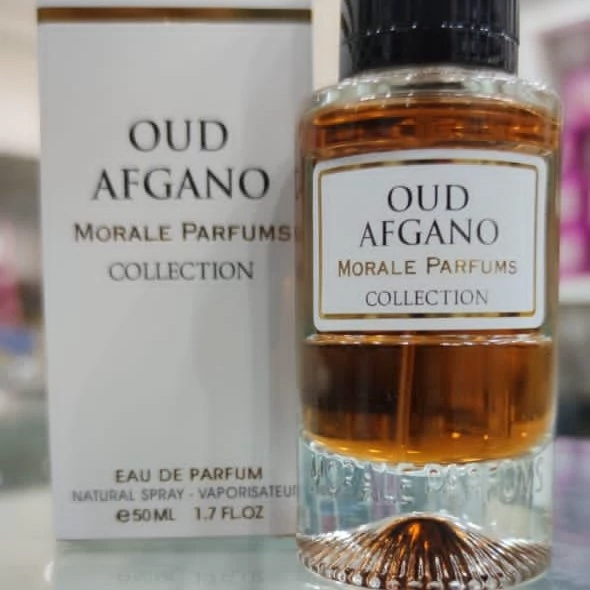 OUD
AFGANO
MORALE PARFUMS
COLLECTION
EAU DE PARFUM
NATURAL SPRAY - VAPORISATEUR
℮50ML 1.7 FL.OZ
OUD
AFGANO
MORALE PARFUMS
COLLECTION
MORALE PARFUMS